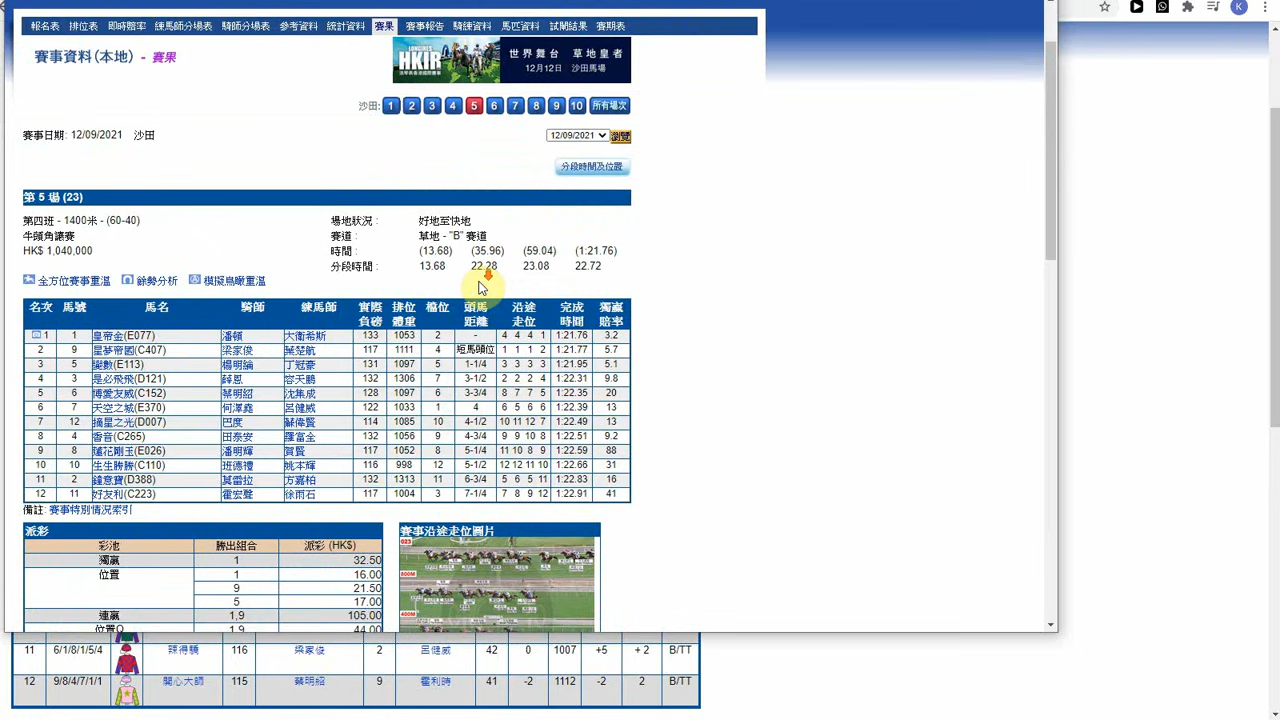 報名表 排位表 即時賠率 練馬師分場表 騎師分場表 參考資料 統計資料 賽果 賽事報告 騎練資料 馬匹資料 試閘結果 賽期表
K
賽事資料(本地) - 賽果
LONGINES HKIR 世界舞台 草地皇者
12月12日 沙田馬場
沙田: 1 2 3 4 5 6 7 8 9 10 所有場次
賽事日期: 12/09/2021 沙田 12/09/2021 瀏覽
分段時間及位置
第 5 場 (23)
第四班 - 1400米 - (60-40) 場地狀況 : 好地至快地
牛頭角讓賽 賽道 : 草地 - "B" 賽道
HK$ 1,040,000 時間 : (13.68) (35.96) (59.04) (1:21.76)
分段時間 : 13.68 22.28 23.08 22.72
全方位賽事重溫 餘勢分析 模擬鳥瞰重溫
名次 馬號 馬名 騎師 練馬師 實際負磅 排位體重 檔位 頭馬距離 沿途走位 完成時間 獨贏賠率
1 1 皇帝金(E077) 潘頓 大衛希斯 133 1053 2 - 4 4 4 1 1:21.76 3.2
2 9 星夢帝國(C407) 梁家俊 葉楚航 117 1111 4 短馬頭位 1 1 1 2 1:21.77 5.7
3 5 變數(E113) 楊明綸 丁冠豪 131 1097 5 1-1/4 3 3 3 3 1:21.95 5.1
4 3 是必飛飛(D121) 薛恩 容天鵬 132 1306 7 3-1/2 2 2 2 4 1:22.31 9.8
5 6 博愛友威(C152) 蔡明紹 沈集成 128 1097 6 3-3/4 8 7 7 5 1:22.35 20
6 7 天空之城(E370) 何澤堯 呂健威 122 1033 1 4 6 5 6 6 1:22.39 13
7 12 摘星之光(D007) 巴度 蘇偉賢 114 1085 10 4-1/2 10 11 12 7 1:22.49 13
8 4 香音(C265) 田泰安 羅富全 132 1056 9 4-3/4 9 9 10 8 1:22.51 9.2
9 8 蓮花剛玉(E026) 潘明輝 賀賢 117 1052 8 5-1/4 11 10 8 9 1:22.59 88
10 10 生生勝勝(C110) 班德禮 姚本輝 116 998 12 5-1/2 12 12 11 10 1:22.66 31
11 2 鐘意寶(D388) 莫雷拉 方嘉柏 132 1313 11 6-3/4 5 6 5 11 1:22.83 16
12 11 好友利(C223) 霍宏聲 徐雨石 117 1004 3 7-1/4 7 8 9 12 1:22.91 41
備註: 賽事特別情況索引
派彩 賽事沿途走位圖片
彩池 勝出組合 派彩 (HK$)
獨贏 1 32.50
位置 1 16.00
9 21.50
5 17.00
連贏 1,9 105.00
位置Q 1,9 44.00
023
800M
400M
11 6/1/8/1/5/4 辣得驕 116 梁家俊 2 呂健威 42 0 1007 +5 + 2 B/TT
12 9/8/4/7/1/1 開心大師 115 蔡明紹 9 霍利時 41 -2 1112 -2 2 B/TT